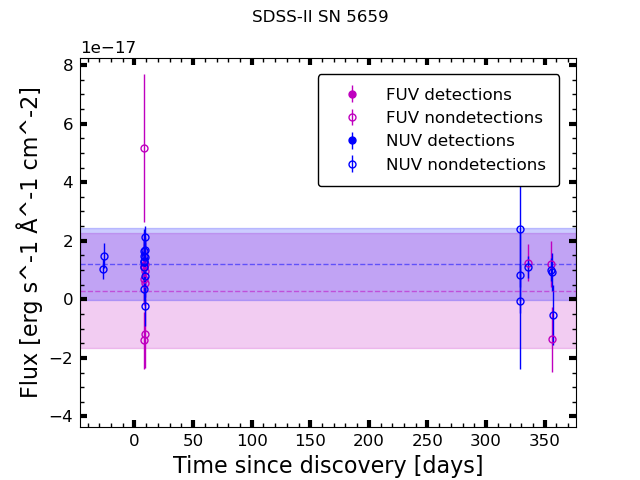 SDSS-II SN 5659
1e−17
8
6
4
2
0
−2
−4
Flux [erg s^-1 Å^-1 cm^-2]
FUV detections
FUV nondetections
NUV detections
NUV nondetections
0 50 100 150 200 250 300 350
Time since discovery [days]